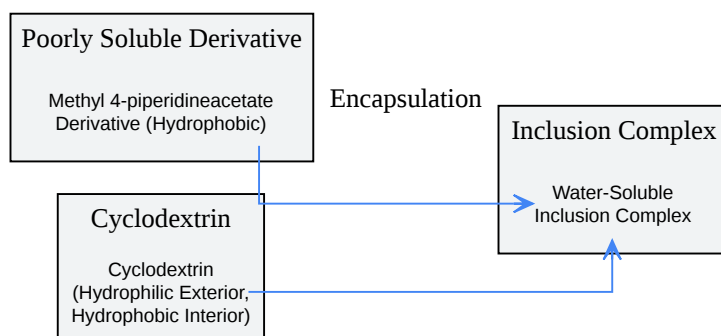 Poorly Soluble Derivative
Methyl 4-piperidineacetate
Derivative (Hydrophobic)
Encapsulation
Inclusion Complex
Water-Soluble
Inclusion Complex
Cyclodextrin
Cyclodextrin
(Hydrophilic Exterior,
Hydrophobic Interior)